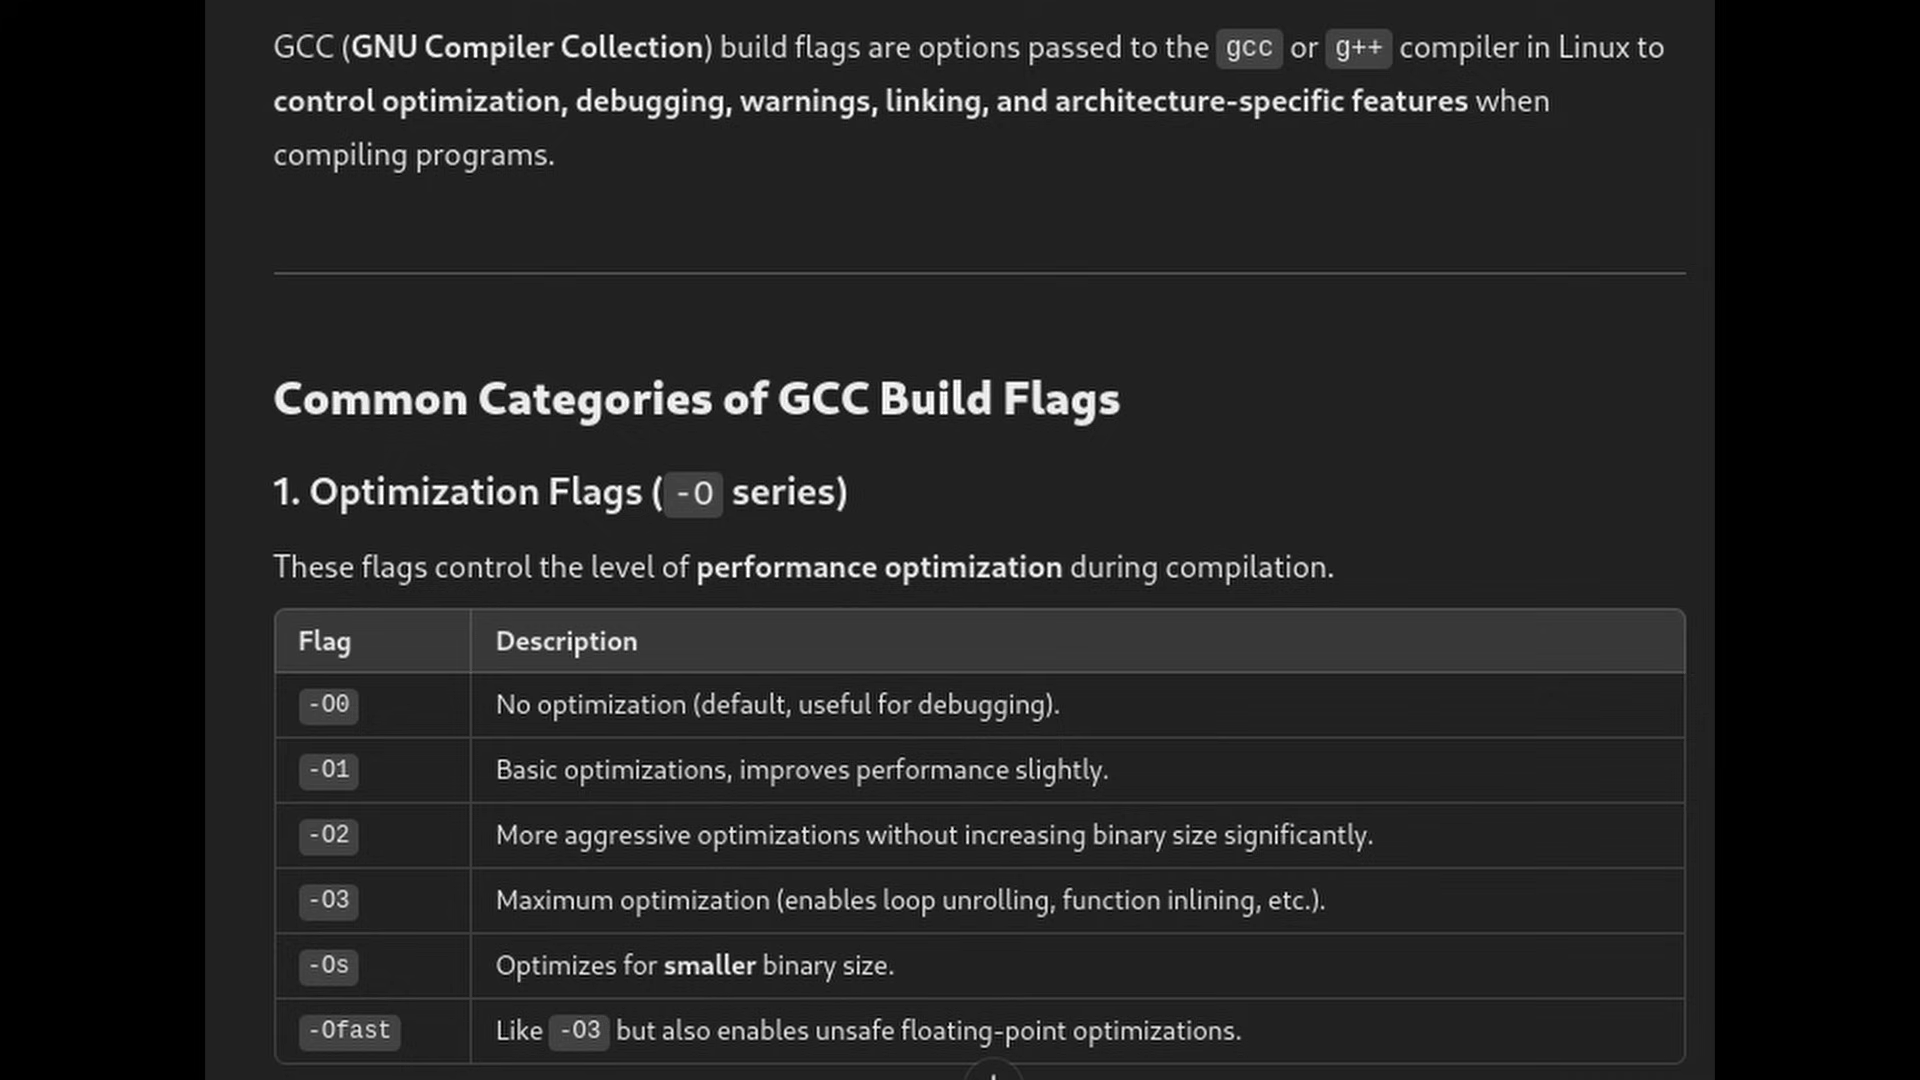 GCC (GNU Compiler Collection) build flags are options passed to the gcc or g++ compiler in Linux to
control optimization, debugging, warnings, linking, and architecture-specific features when
compiling programs.
Common Categories of GCC Build Flags
1. Optimization Flags ( -O series)
These flags control the level of performance optimization during compilation.
Flag Description
-O0 No optimization (default, useful for debugging).
-O1 Basic optimizations, improves performance slightly.
-O2 More aggressive optimizations without increasing binary size significantly.
-O3 Maximum optimization (enables loop unrolling, function inlining, etc.).
-Os Optimizes for smaller binary size.
-Ofast Like -O3 but also enables unsafe floating-point optimizations.